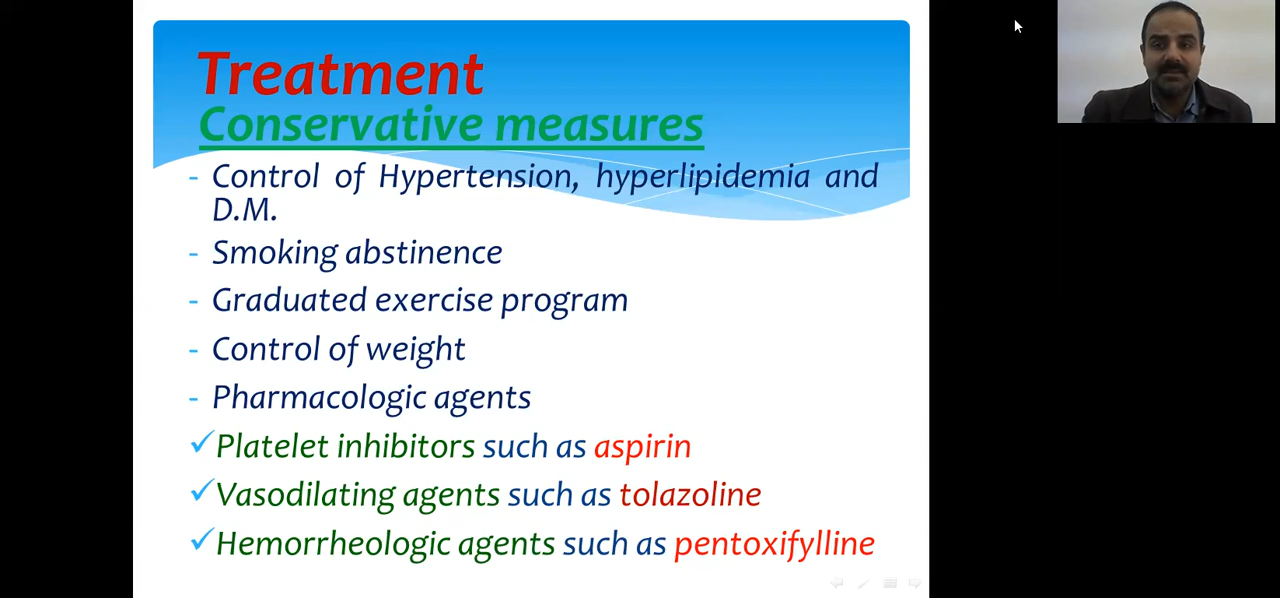 Treatment
Conservative measures
- Control of Hypertension, hyperlipidemia and
D.M.
- Smoking abstinence
- Graduated exercise program
- Control of weight
- Pharmacologic agents
✓Platelet inhibitors such as aspirin
✓Vasodilating agents such as tolazoline
✓Hemorrheologic agents such as pentoxifylline